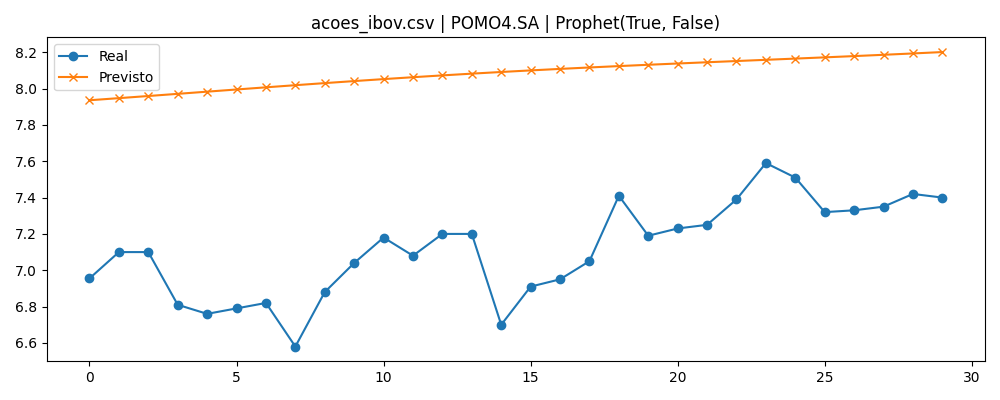 acoes_ibov.csv | POMO4.SA | Prophet(True, False)
Real
Previsto
8.2
8.0
7.8
7.6
7.4
7.2
7.0
6.8
6.6
0 5 10 15 20 25 30